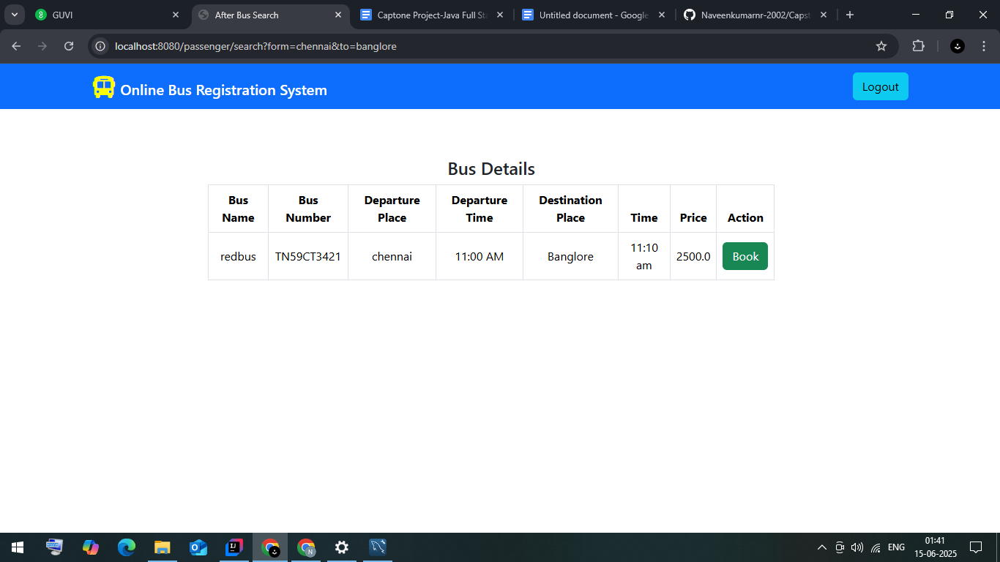 GUVI
After Bus Search
Captone Project-Java Full Sta
Untitled document - Google
Naveenkumarnr-2002/Capst
localhost:8080/passenger/search?form=chennai&to=banglore
Online Bus Registration System
Logout
Bus Details
Bus Name
Bus Number
Departure Place
Departure Time
Destination Place
Time
Price
Action
redbus
TN59CT3421
chennai
11:00 AM
Banglore
11:10 am
2500.0
Book
ENG
01:41
15-06-2025